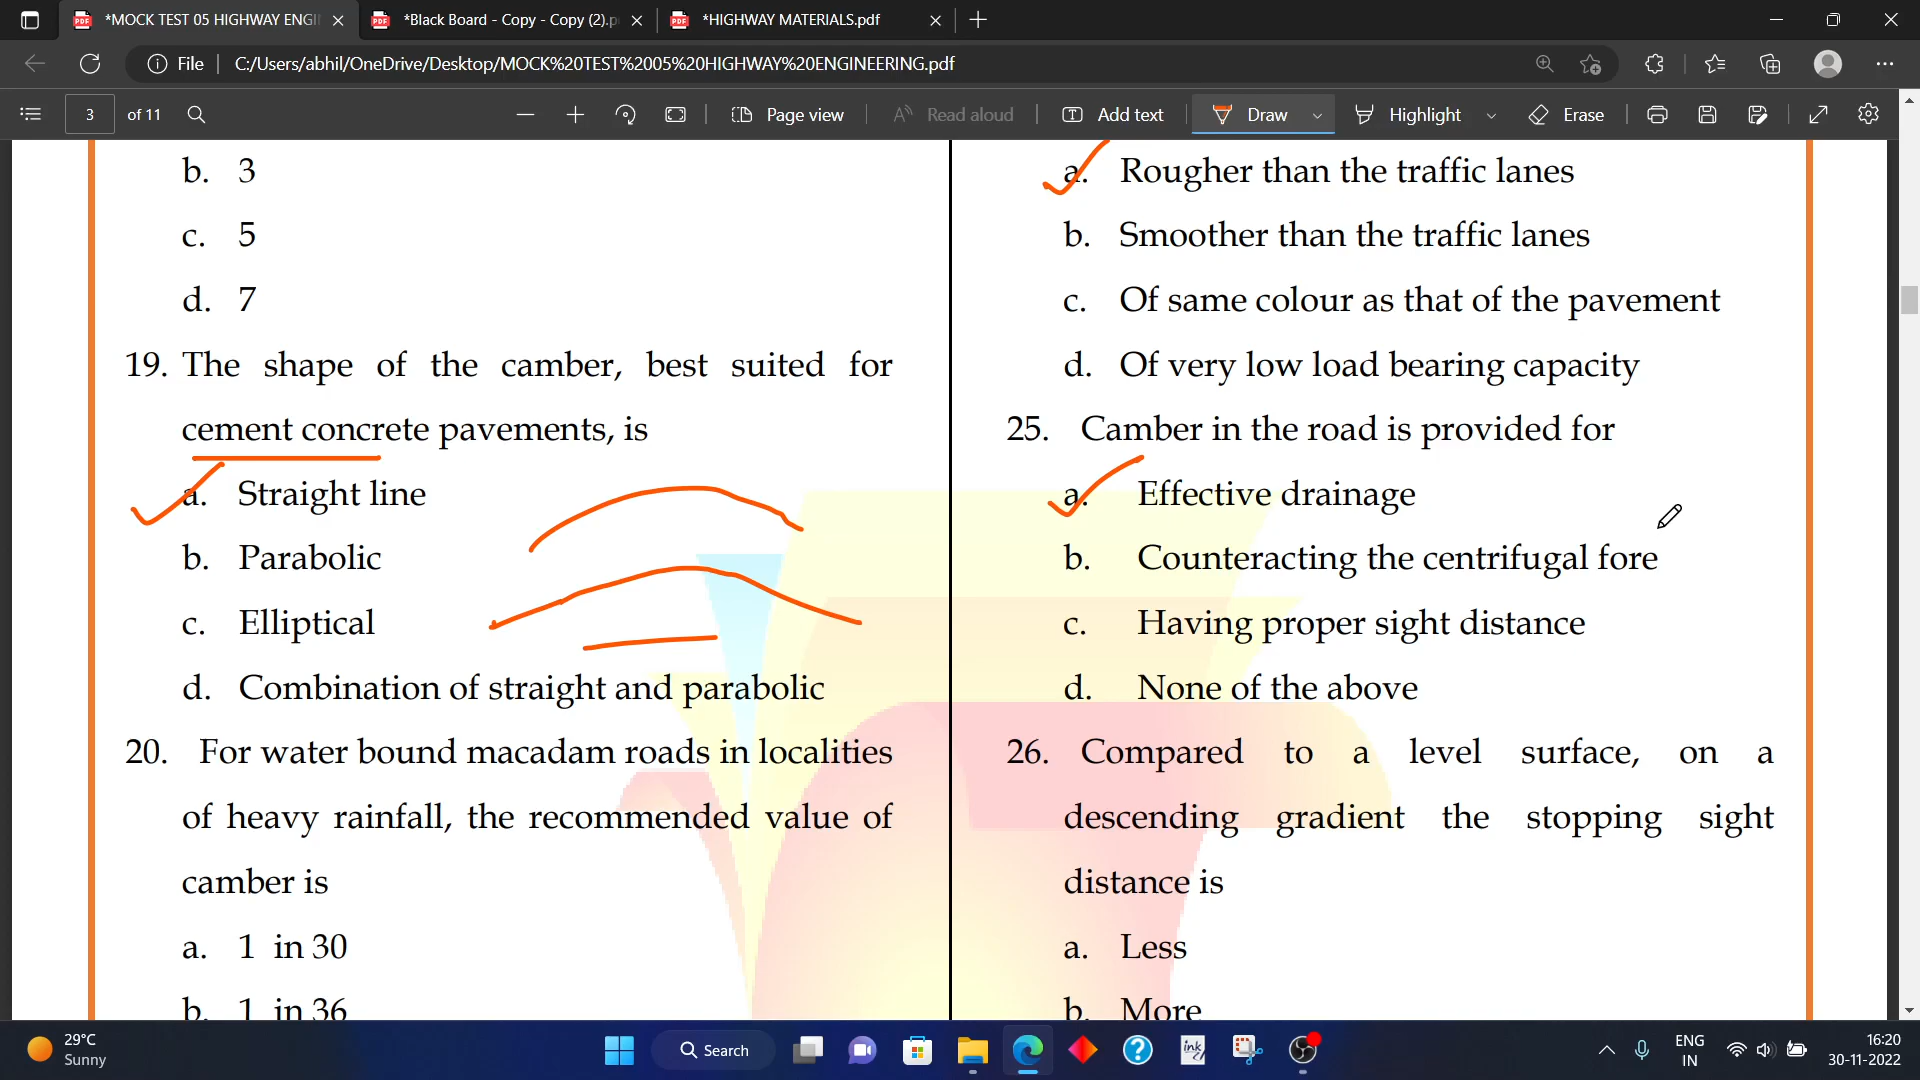 *MOCK TEST 05 HIGHWAY ENGI
*Black Board - Copy - Copy (2).p
*HIGHWAY MATERIALS.pdf
File
C:/Users/abhil/OneDrive/Desktop/MOCK%20TEST%2005%20HIGHWAY%20ENGINEERING.pdf
3 of 11
Page view
Read aloud
Add text
Draw
Highlight
Erase
b. 3
c. 5
d. 7
19. The shape of the camber, best suited for
cement concrete pavements, is
a. Straight line
b. Parabolic
c. Elliptical
d. Combination of straight and parabolic
20. For water bound macadam roads in localities
of heavy rainfall, the recommended value of
camber is
a. 1 in 30
b. 1 in 36
a. Rougher than the traffic lanes
b. Smoother than the traffic lanes
c. Of same colour as that of the pavement
d. Of very low load bearing capacity
25. Camber in the road is provided for
a. Effective drainage
b. Counteracting the centrifugal fore
c. Having proper sight distance
d. None of the above
26. Compared to a level surface, on a
descending gradient the stopping sight
distance is
a. Less
b. More
29°C
Sunny
Search
ink
ENG
IN
16:20
30-11-2022